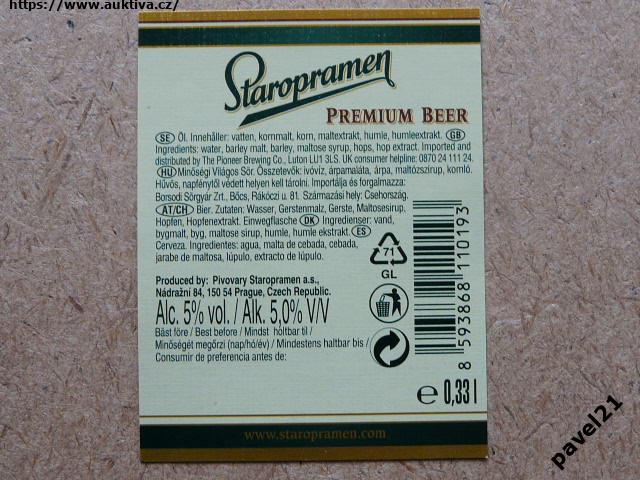 https://www.auktiva.cz/
Staropramen
PREMIUM BEER
SE Öl. Innehåller: vatten, kornmalt, korn, maltextrakt, humle, humleextrakt. GB
Ingredients: water, barley malt, barley, maltose syrup, hops, hop extract. Imported and
distributed by The Pioneer Brewing Co., Luton LU1 3LS. UK consumer helpline: 0870 24 111 24.
HU Minőségi Világos Sör. Összetevők: ivóvíz, árpamaláta, árpa, maltózszirup, komló.
Hűvös, napfénytől védett helyen kell tárolni. Importálja és forgalmazza:
Borsodi Sörgyár Zrt., Bőcs, Rákóczi u. 81. Származási hely: Csehország.
AT/CH Bier. Zutaten: Wasser, Gerstenmalz, Gerste, Maltosesirup,
Hopfen, Hopfenextrakt. Einwegflasche DK Ingredienser: vand,
bygmalt, byg, maltose sirup, humle, humle ekstrakt. ES
Cerveza. Ingredientes: agua, malta de cebada, cebada,
jarabe de maltosa, lúpulo, extracto de lúpulo.
71
GL
Produced by: Pivovary Staropramen a.s.,
Nádražní 84, 150 54 Prague, Czech Republic.
Alc. 5% vol. / Alk. 5,0% V/V
Bäst före / Best before / Mindst holtbar til /
Minőségét megőrzi (nap/hó/év) / Mindestens haltbar bis /
Consumir de preferencia antes de:
8 593868 110193
e 0,33 l
www.staropramen.com
pavel21